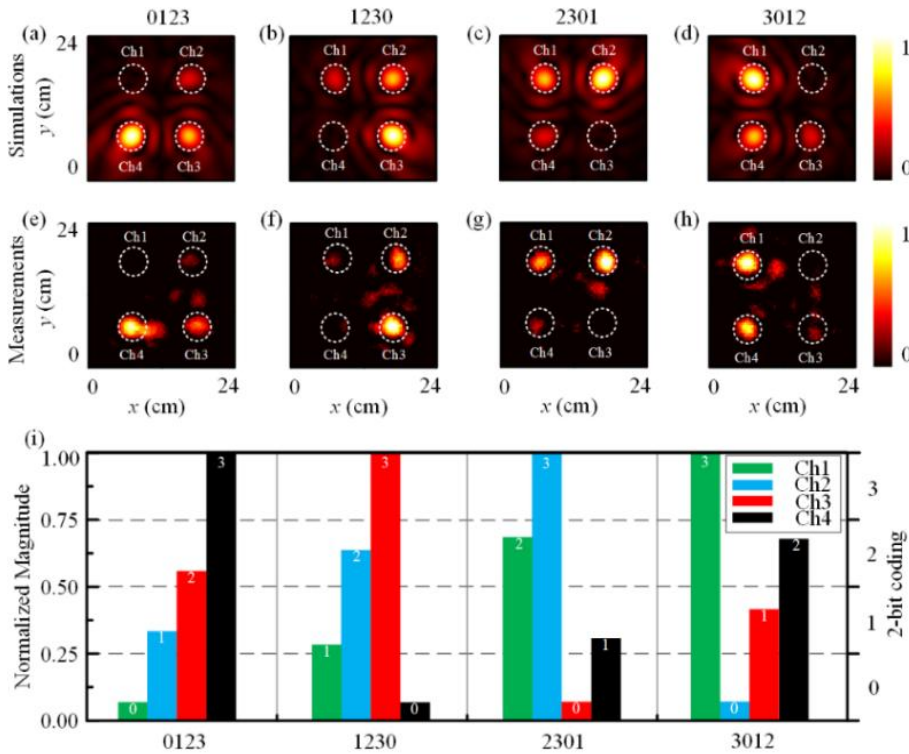 0123 1230 2301 3012
(a) 24 Ch1 Ch2 (b) Ch1 Ch2 (c) Ch1 Ch2 (d) Ch1 Ch2 1
Simulations
y (cm)
0 Ch4 Ch3 Ch4 Ch3 Ch4 Ch3 Ch4 Ch3 0
(e) 24 Ch1 Ch2 (f) Ch1 Ch2 (g) Ch1 Ch2 (h) Ch1 Ch2 1
Measurements
y (cm)
0 Ch4 Ch3 Ch4 Ch3 Ch4 Ch3 Ch4 Ch3 0
0 24 0 24 0 24 0 24
x (cm) x (cm) x (cm) x (cm)
(i)
Normalized Magnitude
1.00
0.75
0.50
0.25
0.00
0 1 2 3
1 2 3 0
2 3 0 1
3 0 1 2
Ch1
Ch2
Ch3
Ch4
3
2
1
0
2-bit coding
0123 1230 2301 3012